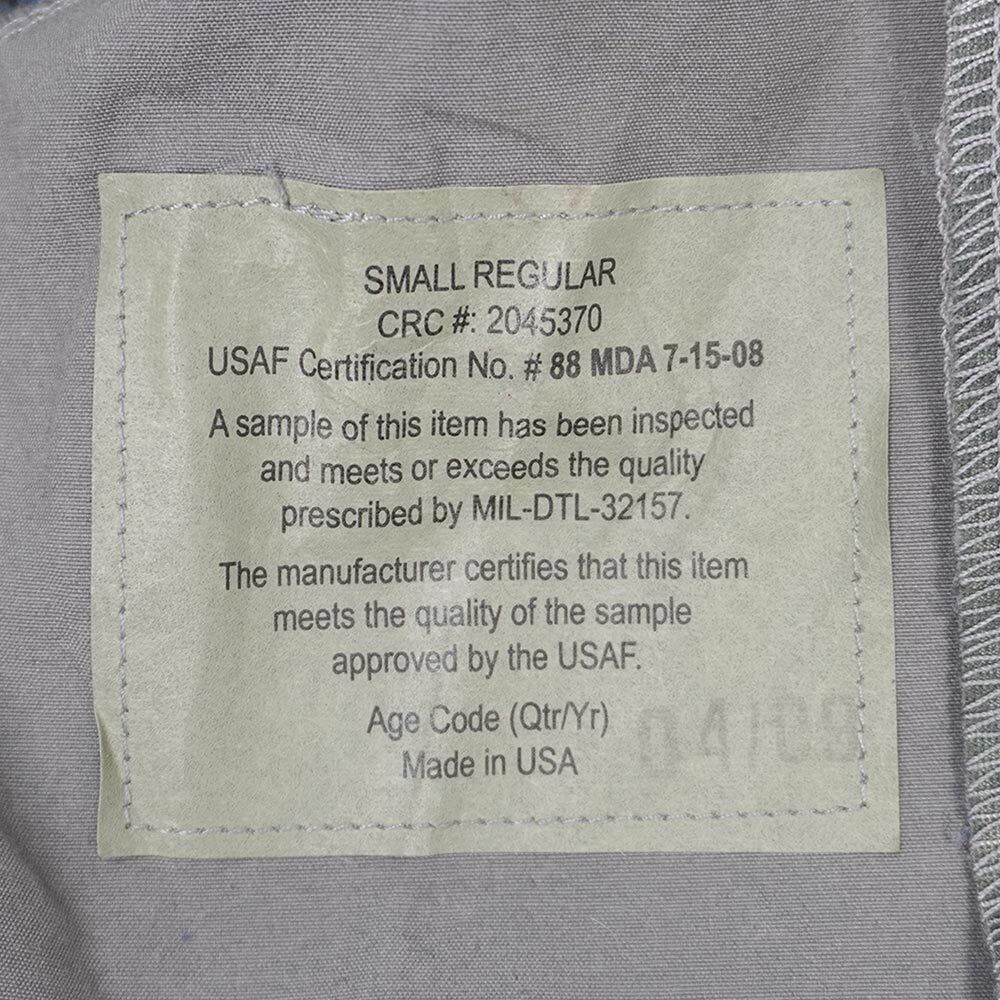 SMALL REGULAR
CRC #: 2045370
USAF Certification No. # 88 MDA 7-15-08
A sample of this item has been inspected
and meets or exceeds the quality
prescribed by MIL-DTL-32157.
The manufacturer certifies that this item
meets the quality of the sample
approved by the USAF.
Age Code (Qtr/Yr)
Made in USA